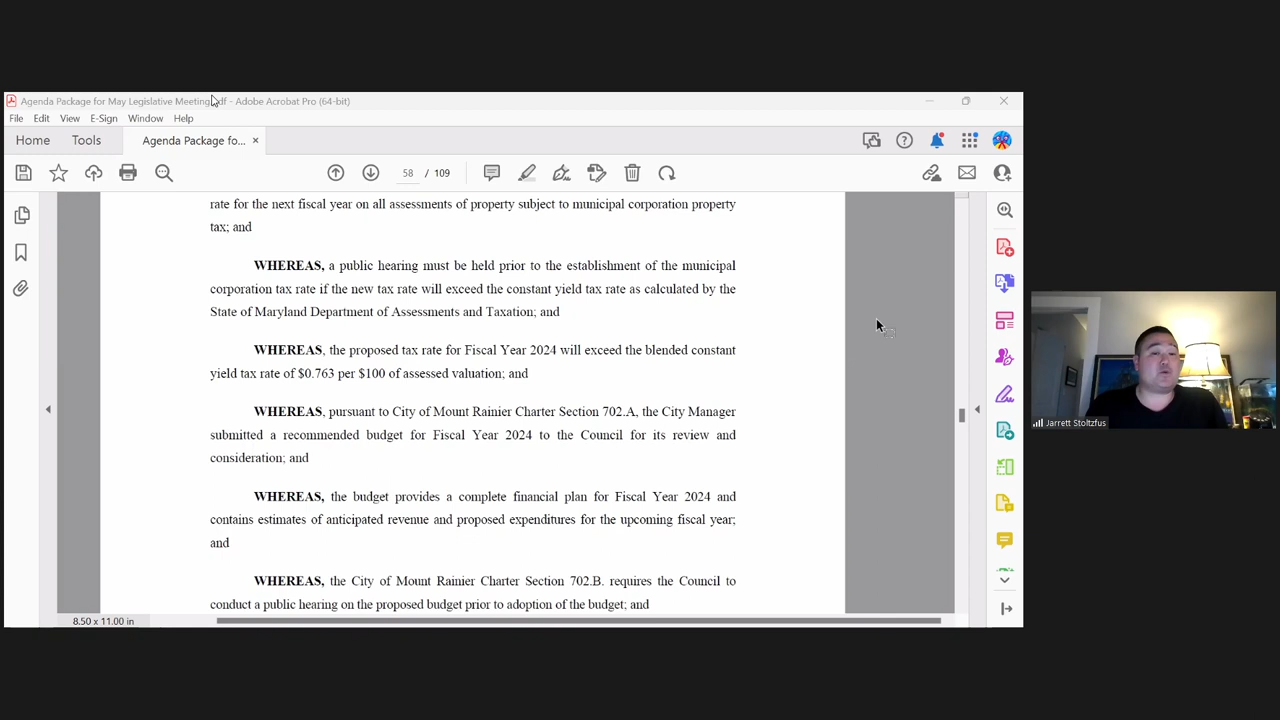 Agenda Package for May Legislative Meeting.pdf - Adobe Acrobat Pro (64-bit)
File Edit View E-Sign Window Help
Home Tools Agenda Package fo... ×
58 / 109
rate for the next fiscal year on all assessments of property subject to municipal corporation property
tax; and
WHEREAS, a public hearing must be held prior to the establishment of the municipal
corporation tax rate if the new tax rate will exceed the constant yield tax rate as calculated by the
State of Maryland Department of Assessments and Taxation; and
WHEREAS, the proposed tax rate for Fiscal Year 2024 will exceed the blended constant
yield tax rate of $0.763 per $100 of assessed valuation; and
WHEREAS, pursuant to City of Mount Rainier Charter Section 702.A, the City Manager
submitted a recommended budget for Fiscal Year 2024 to the Council for its review and
consideration; and
WHEREAS, the budget provides a complete financial plan for Fiscal Year 2024 and
contains estimates of anticipated revenue and proposed expenditures for the upcoming fiscal year;
and
WHEREAS, the City of Mount Rainier Charter Section 702.B. requires the Council to
conduct a public hearing on the proposed budget prior to adoption of the budget; and
8.50 x 11.00 in
Jarrett Stoltzfus